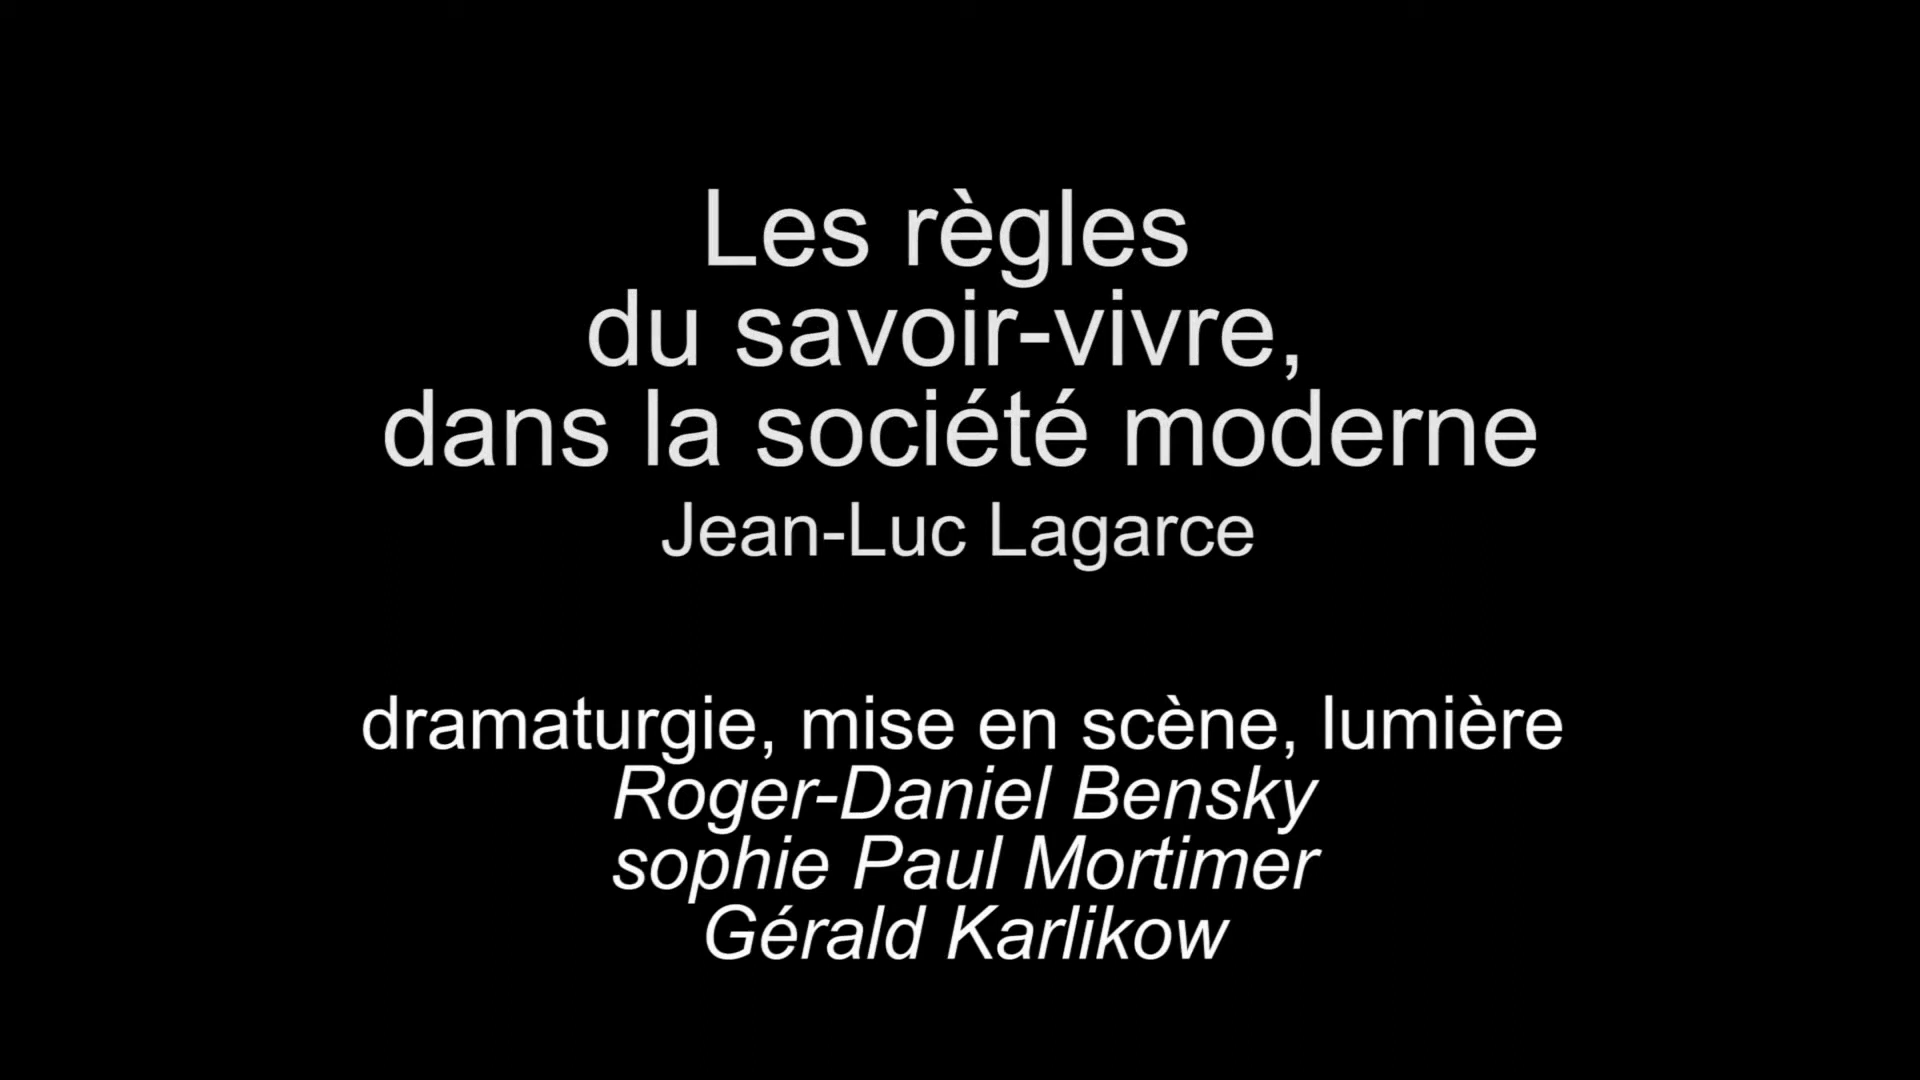 Les règles
du savoir-vivre,
dans la société moderne
Jean-Luc Lagarce
dramaturgie, mise en scène, lumière
Roger-Daniel Bensky
sophie Paul Mortimer
Gérald Karlikow